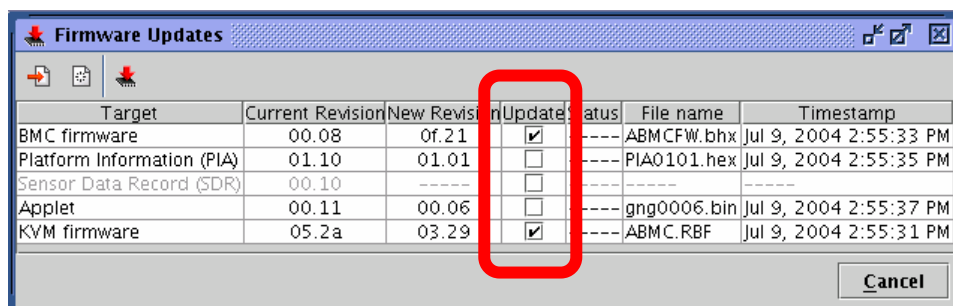 Firmware Updates
Target Current Revision New Revision Update Status File name Timestamp
BMC firmware 00.08 0f.21 ----- ABMCFW.bhx Jul 9, 2004 2:55:33 PM
Platform Information (PIA) 01.10 01.01 ----- PIA0101.hex Jul 9, 2004 2:55:35 PM
Sensor Data Record (SDR) 00.10 ----- ----- ----- -----
Applet 00.11 00.06 ----- gng0006.bin Jul 9, 2004 2:55:37 PM
KVM firmware 05.2a 03.29 ----- ABMC.RBF Jul 9, 2004 2:55:31 PM
Cancel